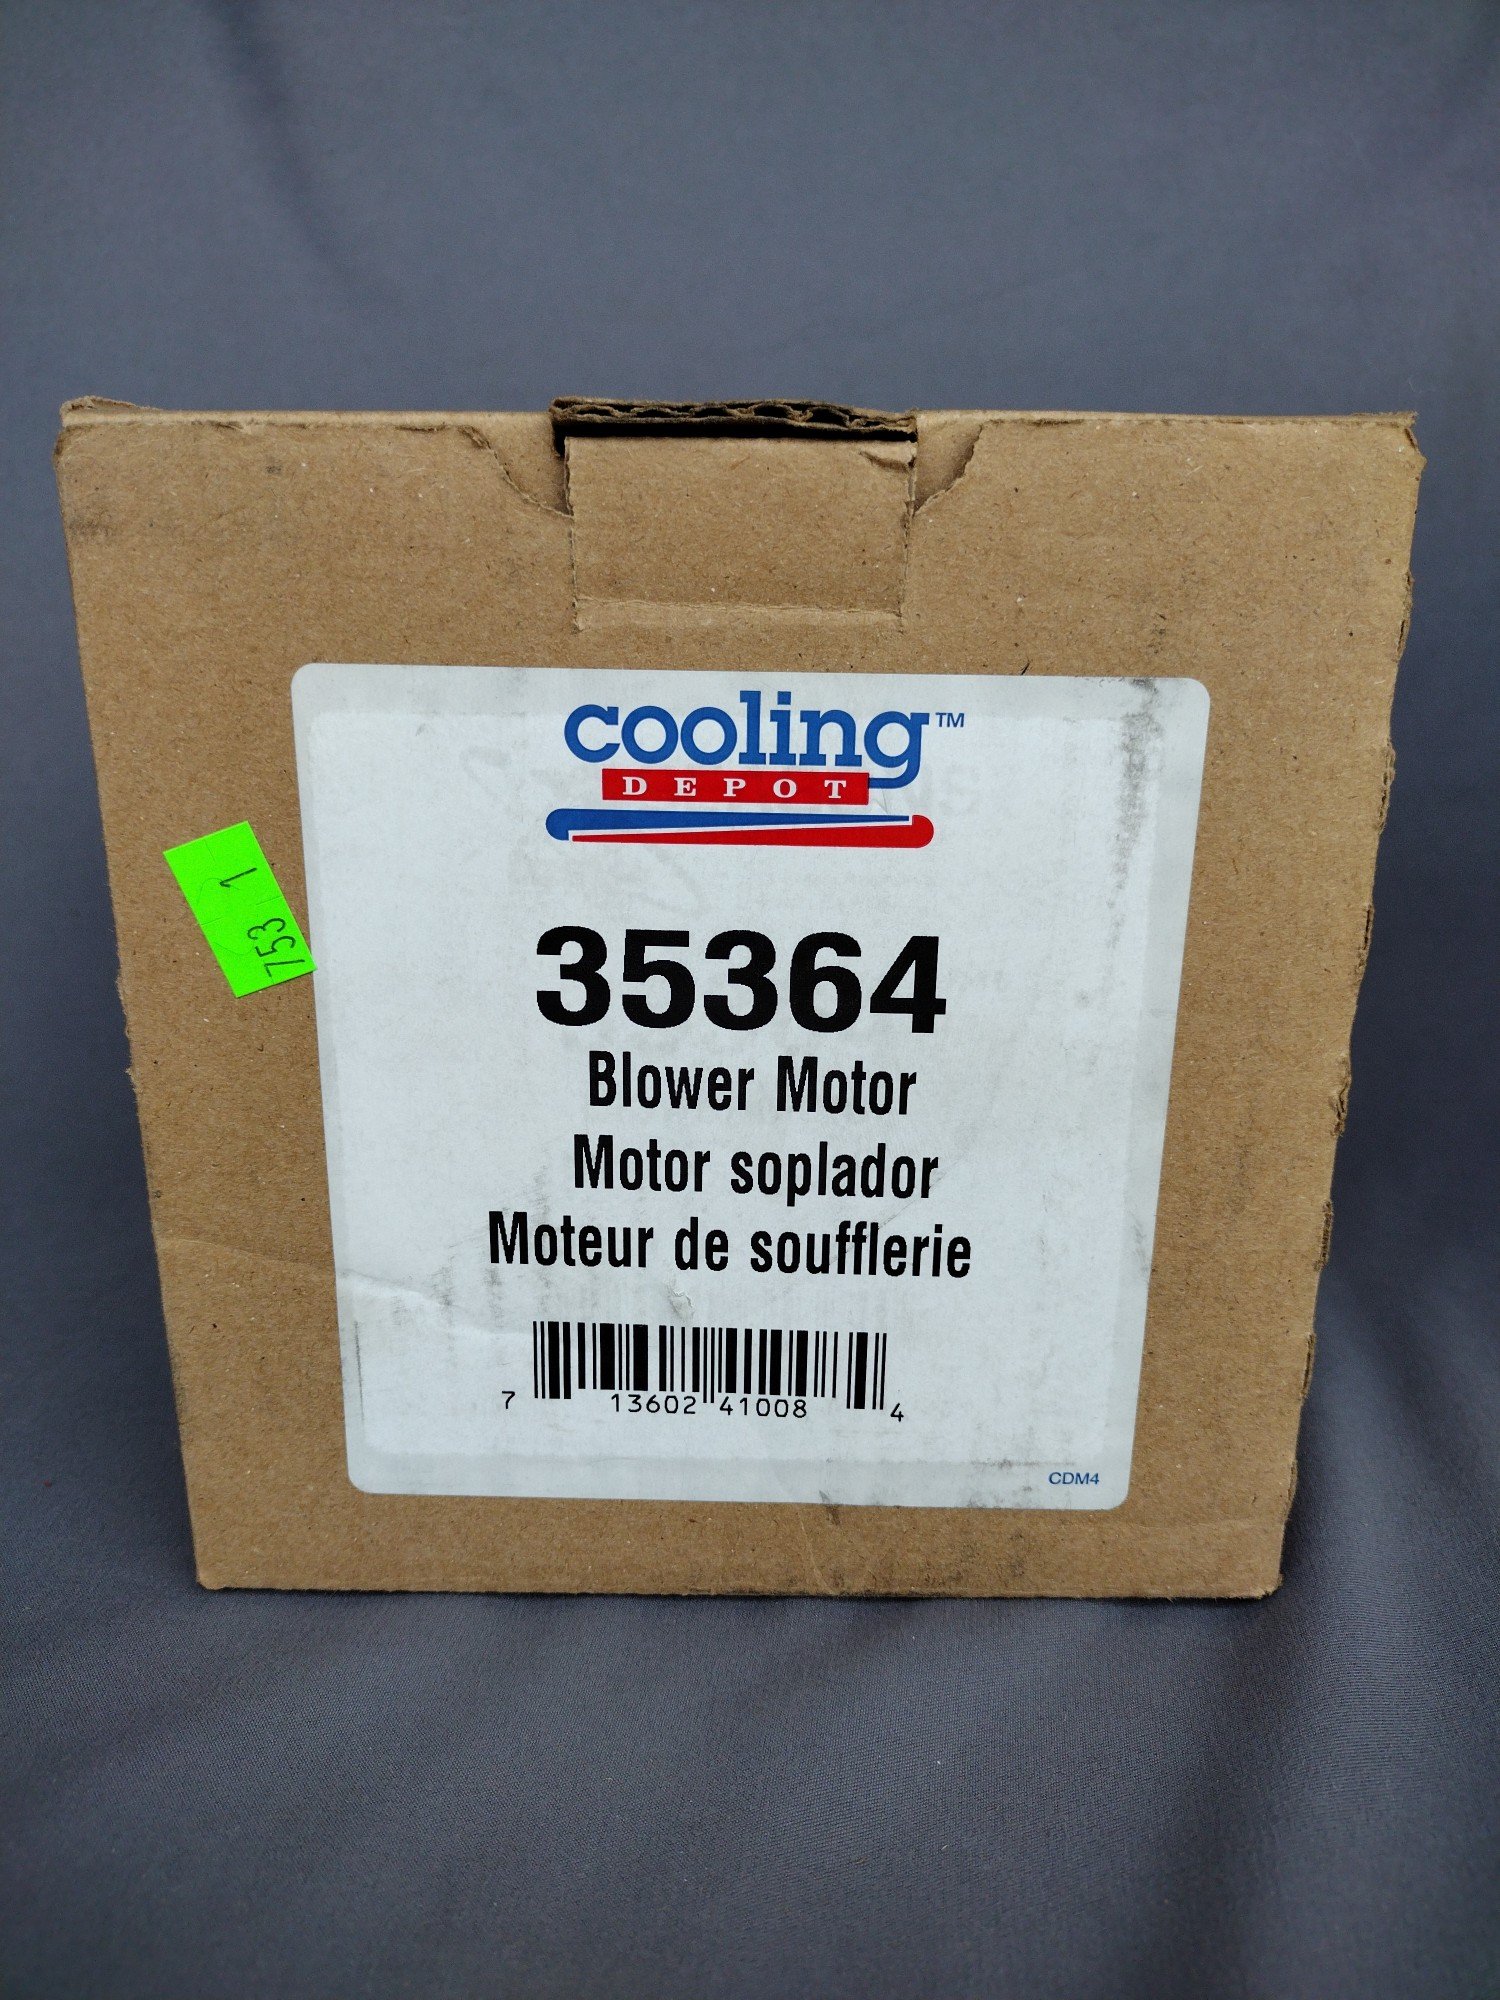 cooling™
DEPOT
753 1
35364
Blower Motor
Motor soplador
Moteur de soufflerie
7 13602 41008 4
CDM4